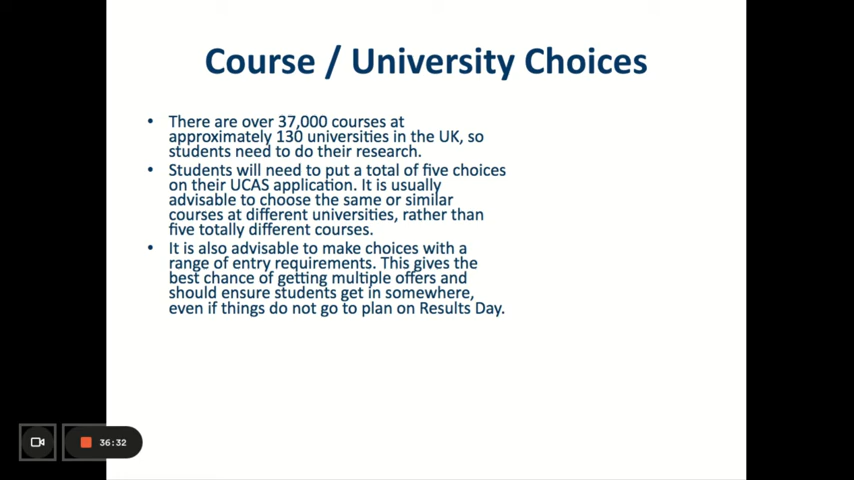 Course / University Choices
• There are over 37,000 courses at
approximately 130 universities in the UK, so
students need to do their research.
• Students will need to put a total of five choices
on their UCAS application. It is usually
advisable to choose the same or similar
courses at different universities, rather than
five totally different courses.
• It is also advisable to make choices with a
range of entry requirements. This gives the
best chance of getting multiple offers and
should ensure students get in somewhere,
even if things do not go to plan on Results Day.
36:32